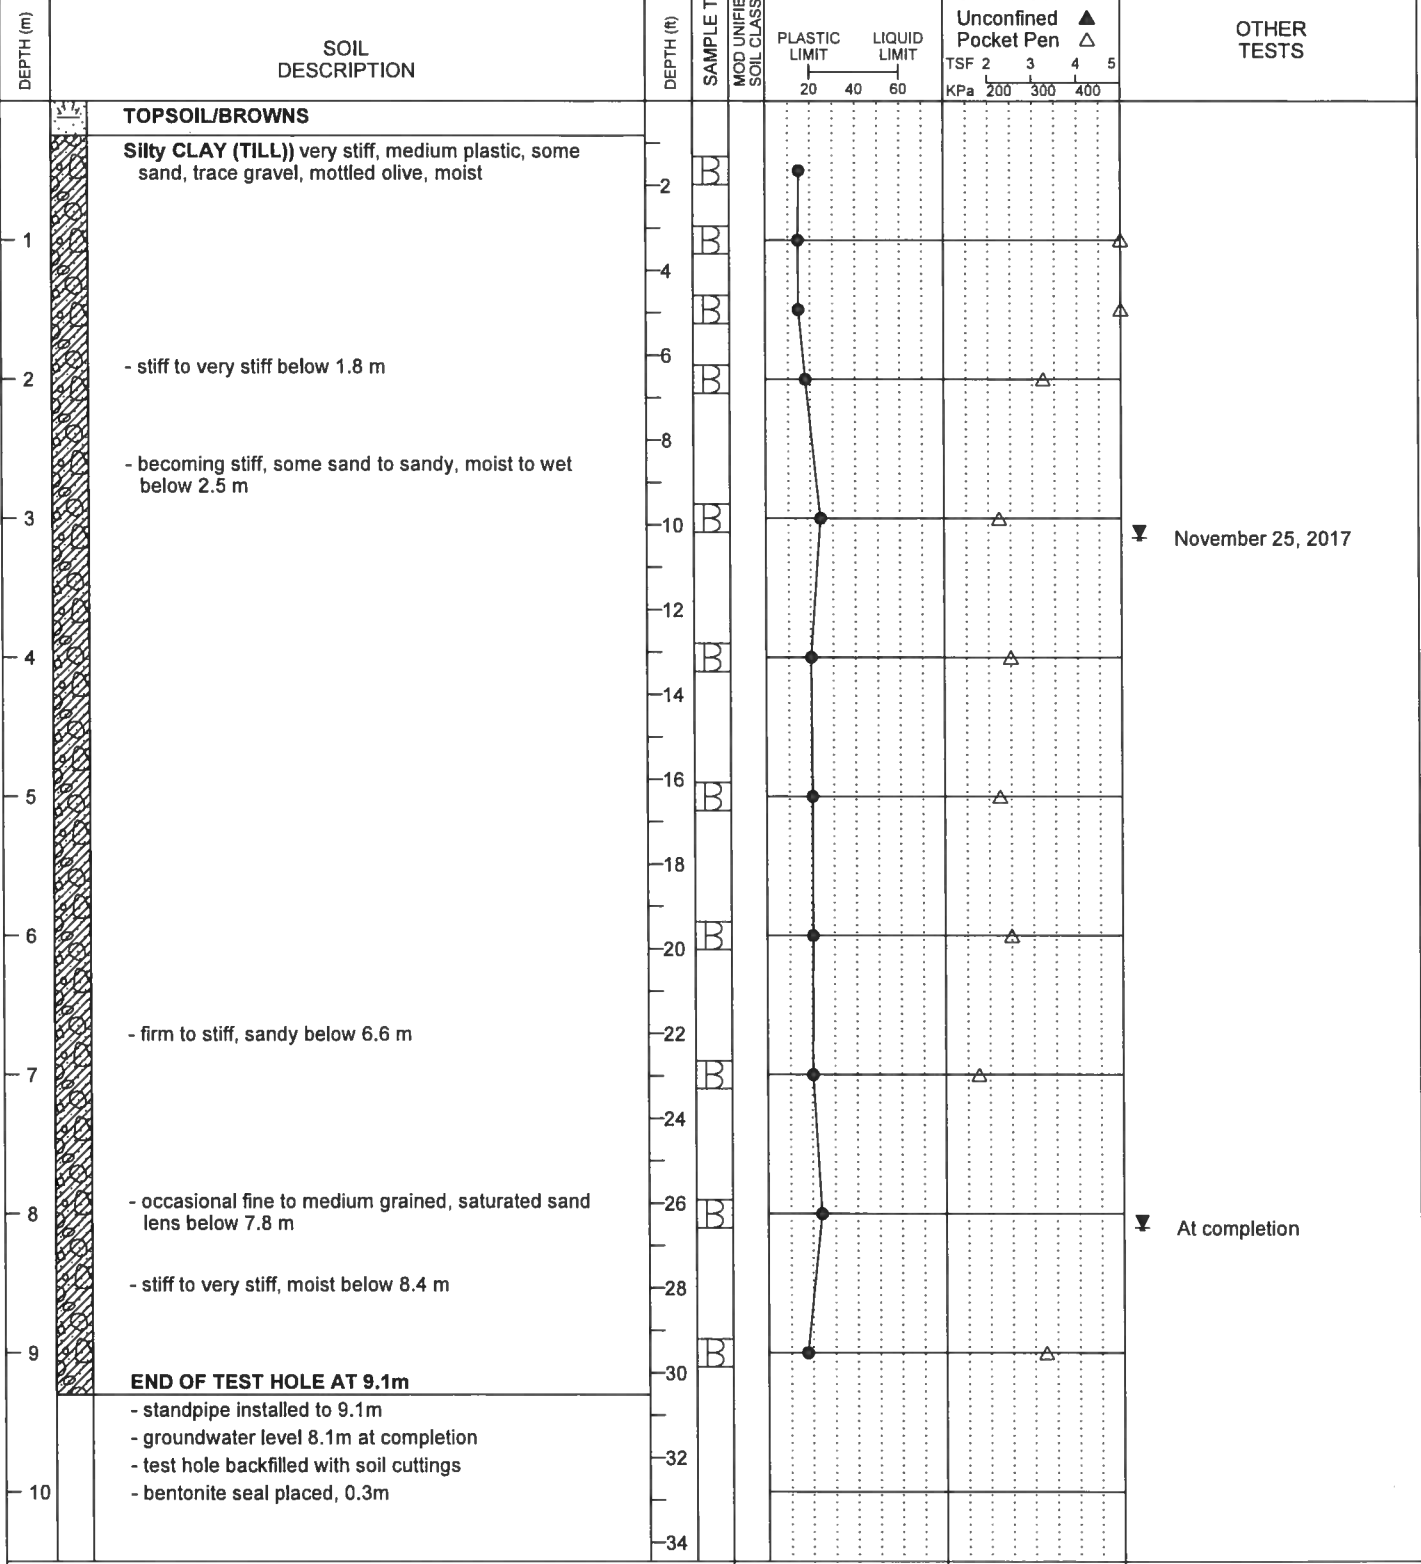 DEPTH (m)
SOIL
DESCRIPTION
DEPTH (ft)
SAMPLE T
MOD UNIFIE
SOIL CLASS
PLASTIC LIMIT
LIQUID LIMIT
20 40 60
Unconfined ▲
Pocket Pen △
TSF 2 3 4 5
KPa 200 300 400
OTHER
TESTS
TOPSOIL/BROWNS
Silty CLAY (TILL)) very stiff, medium plastic, some
sand, trace gravel, mottled olive, moist
B
2
1
B
4
B
6
- stiff to very stiff below 1.8 m
2
B
8
- becoming stiff, some sand to sandy, moist to wet
below 2.5 m
3
B
10
November 25, 2017
12
4
B
14
16
5
B
18
6
B
20
- firm to stiff, sandy below 6.6 m
22
7
B
24
- occasional fine to medium grained, saturated sand
lens below 7.8 m
26
8
B
At completion
- stiff to very stiff, moist below 8.4 m
28
9
B
30
END OF TEST HOLE AT 9.1m
- standpipe installed to 9.1m
- groundwater level 8.1m at completion
- test hole backfilled with soil cuttings
32
- bentonite seal placed, 0.3m
10
34